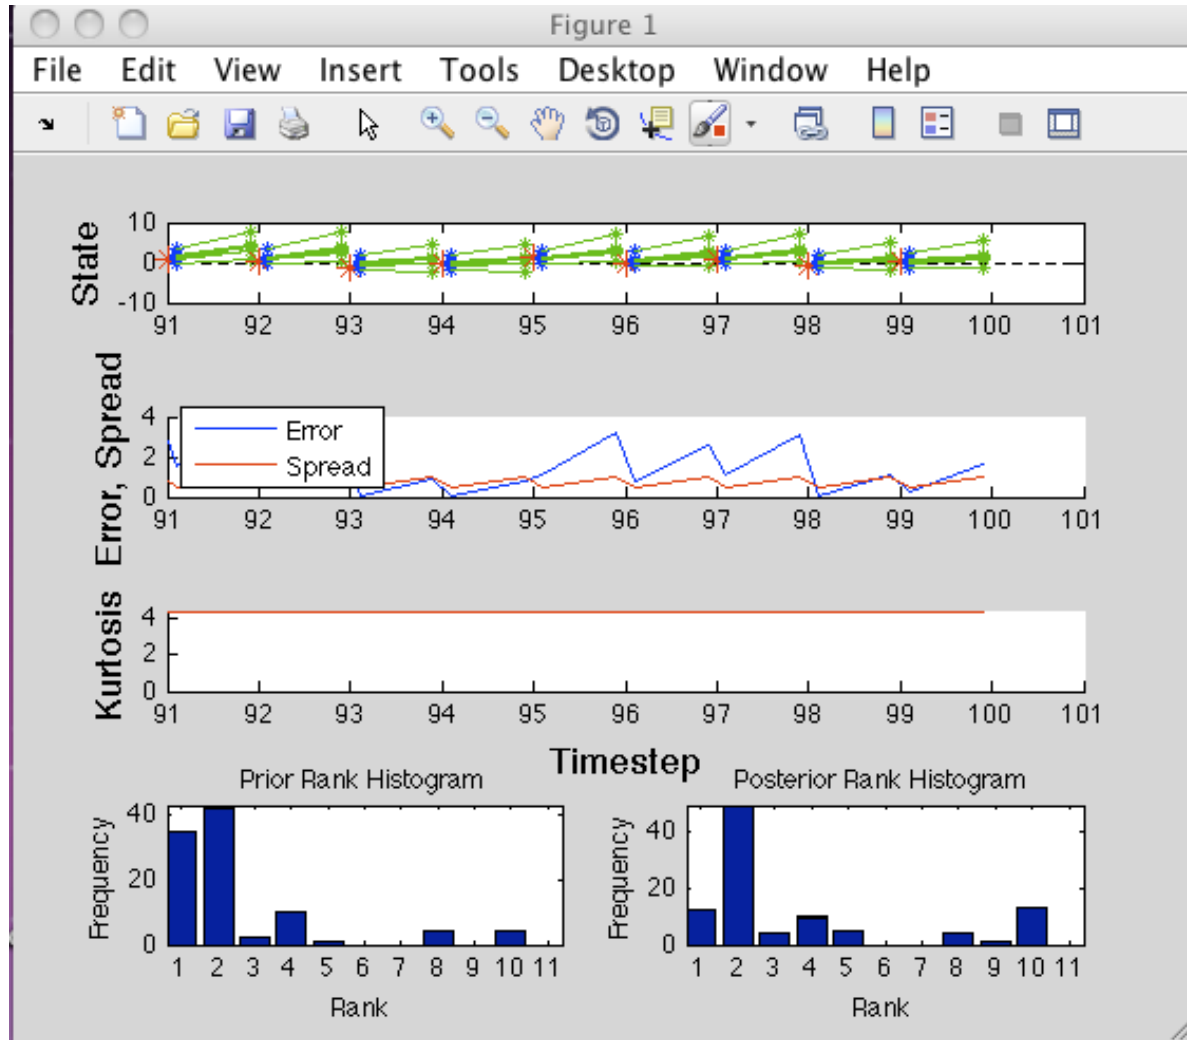 Figure 1
File Edit View Insert Tools Desktop Window Help
State
10
0
-10
91 92 93 94 95 96 97 98 99 100 101
Error, Spread
4
2
0
Error
Spread
91 92 93 94 95 96 97 98 99 100 101
Kurtosis
4
2
0
91 92 93 94 95 96 97 98 99 100 101
Timestep
Prior Rank Histogram
Frequency
40
20
0
1 2 3 4 5 6 7 8 9 10 11
Rank
Posterior Rank Histogram
Frequency
40
20
0
1 2 3 4 5 6 7 8 9 10 11
Rank